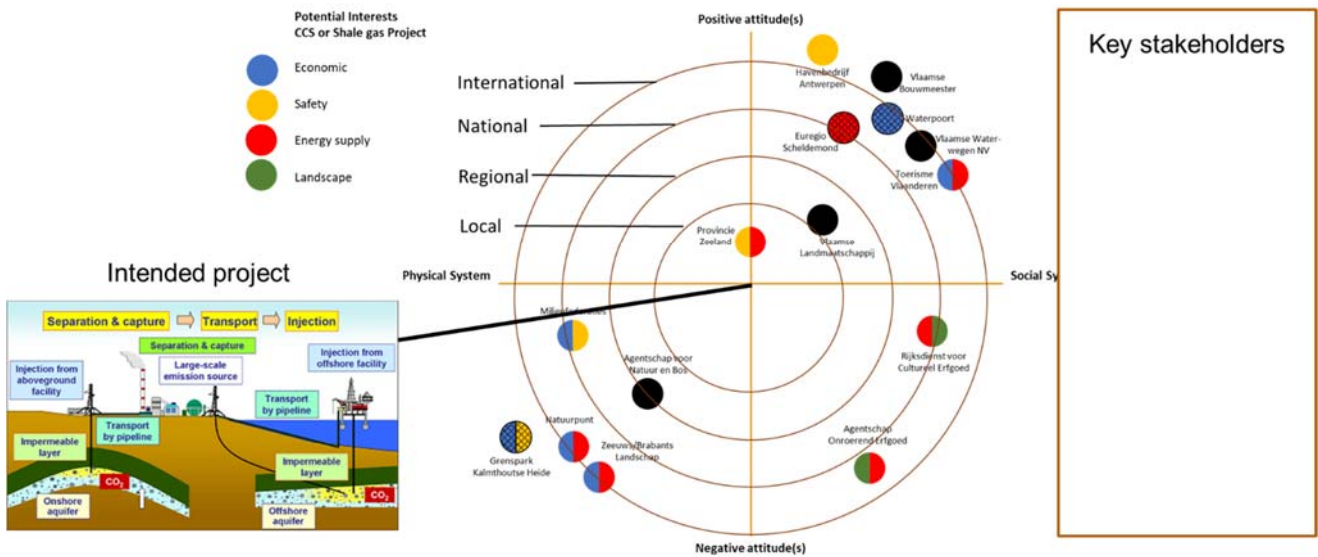 Potential Interests
CCS or Shale gas Project
Economic
Safety
Energy supply
Landscape
Positive attitude(s)
International
National
Regional
Local
Havenbedrijf
Antwerpen
Vlaamse
Bouwmeester
Waterpoort
Euregio
Scheldemond
Vlaamse Water-
wegen NV
Toerisme
Vlaanderen
Provincie
Zeeland
Vlaamse
Landmaatschappij
Key stakeholders
Physical System
Social Sy
Intended project
Separation & capture
Transport
Injection
Separation & capture
Injection from
aboveground
facility
Large-scale
emission source
Injection from
offshore facility
Transport
by pipeline
Transport
by pipeline
Impermeable
layer
Impermeable
layer
CO2
CO2
Onshore
aquifer
Offshore
aquifer
Agentschap voor
Natuur en Bos
Rijksdienst voor
Cultureel Erfgoed
Natuurpunt
Zeeuws/Brabants
Landschap
Agentschap
Onroerend Erfgoed
Grenspark
Kalmthoutse Heide
Negative attitude(s)